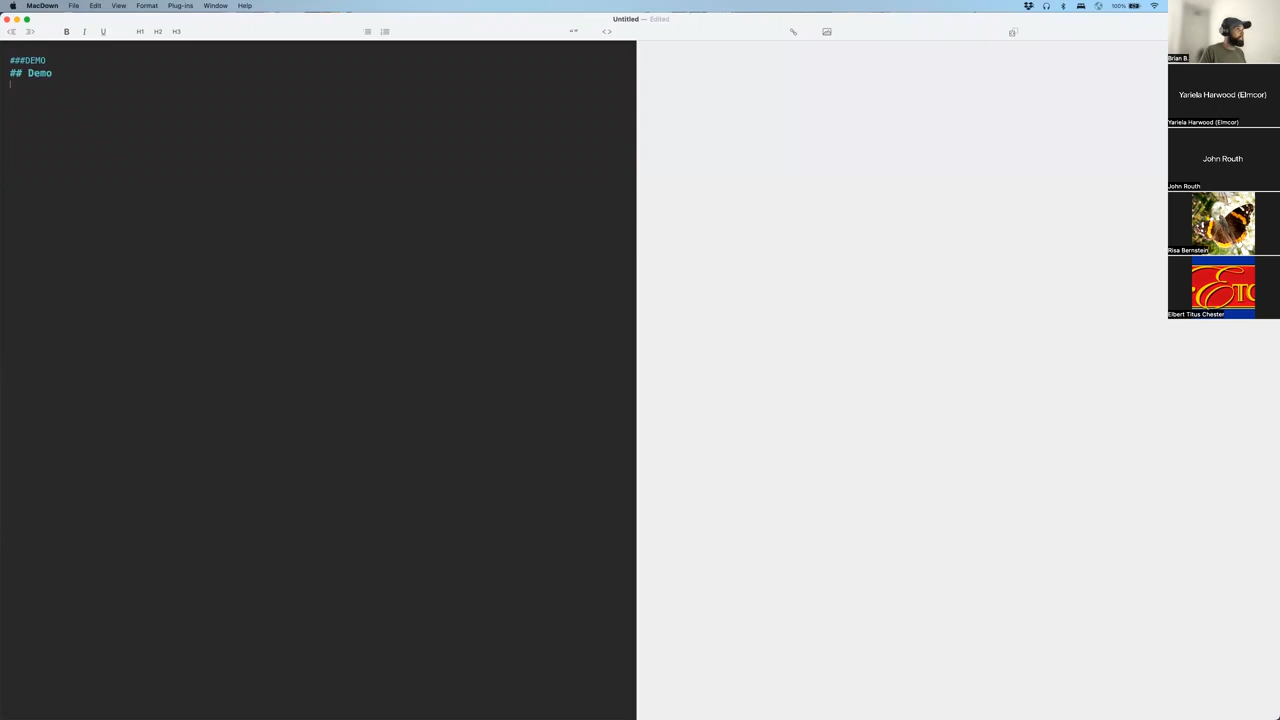 MacDown File Edit View Format Plug-ins Window Help
100%
Untitled — Edited
B I U H1 H2 H3
###DEMO
## Demo
Brian B.
Yariela Harwood (Elmcor)
Yariela Harwood (Elmcor)
John Routh
John Routh
Risa Bernstein
Elbert Titus Chester